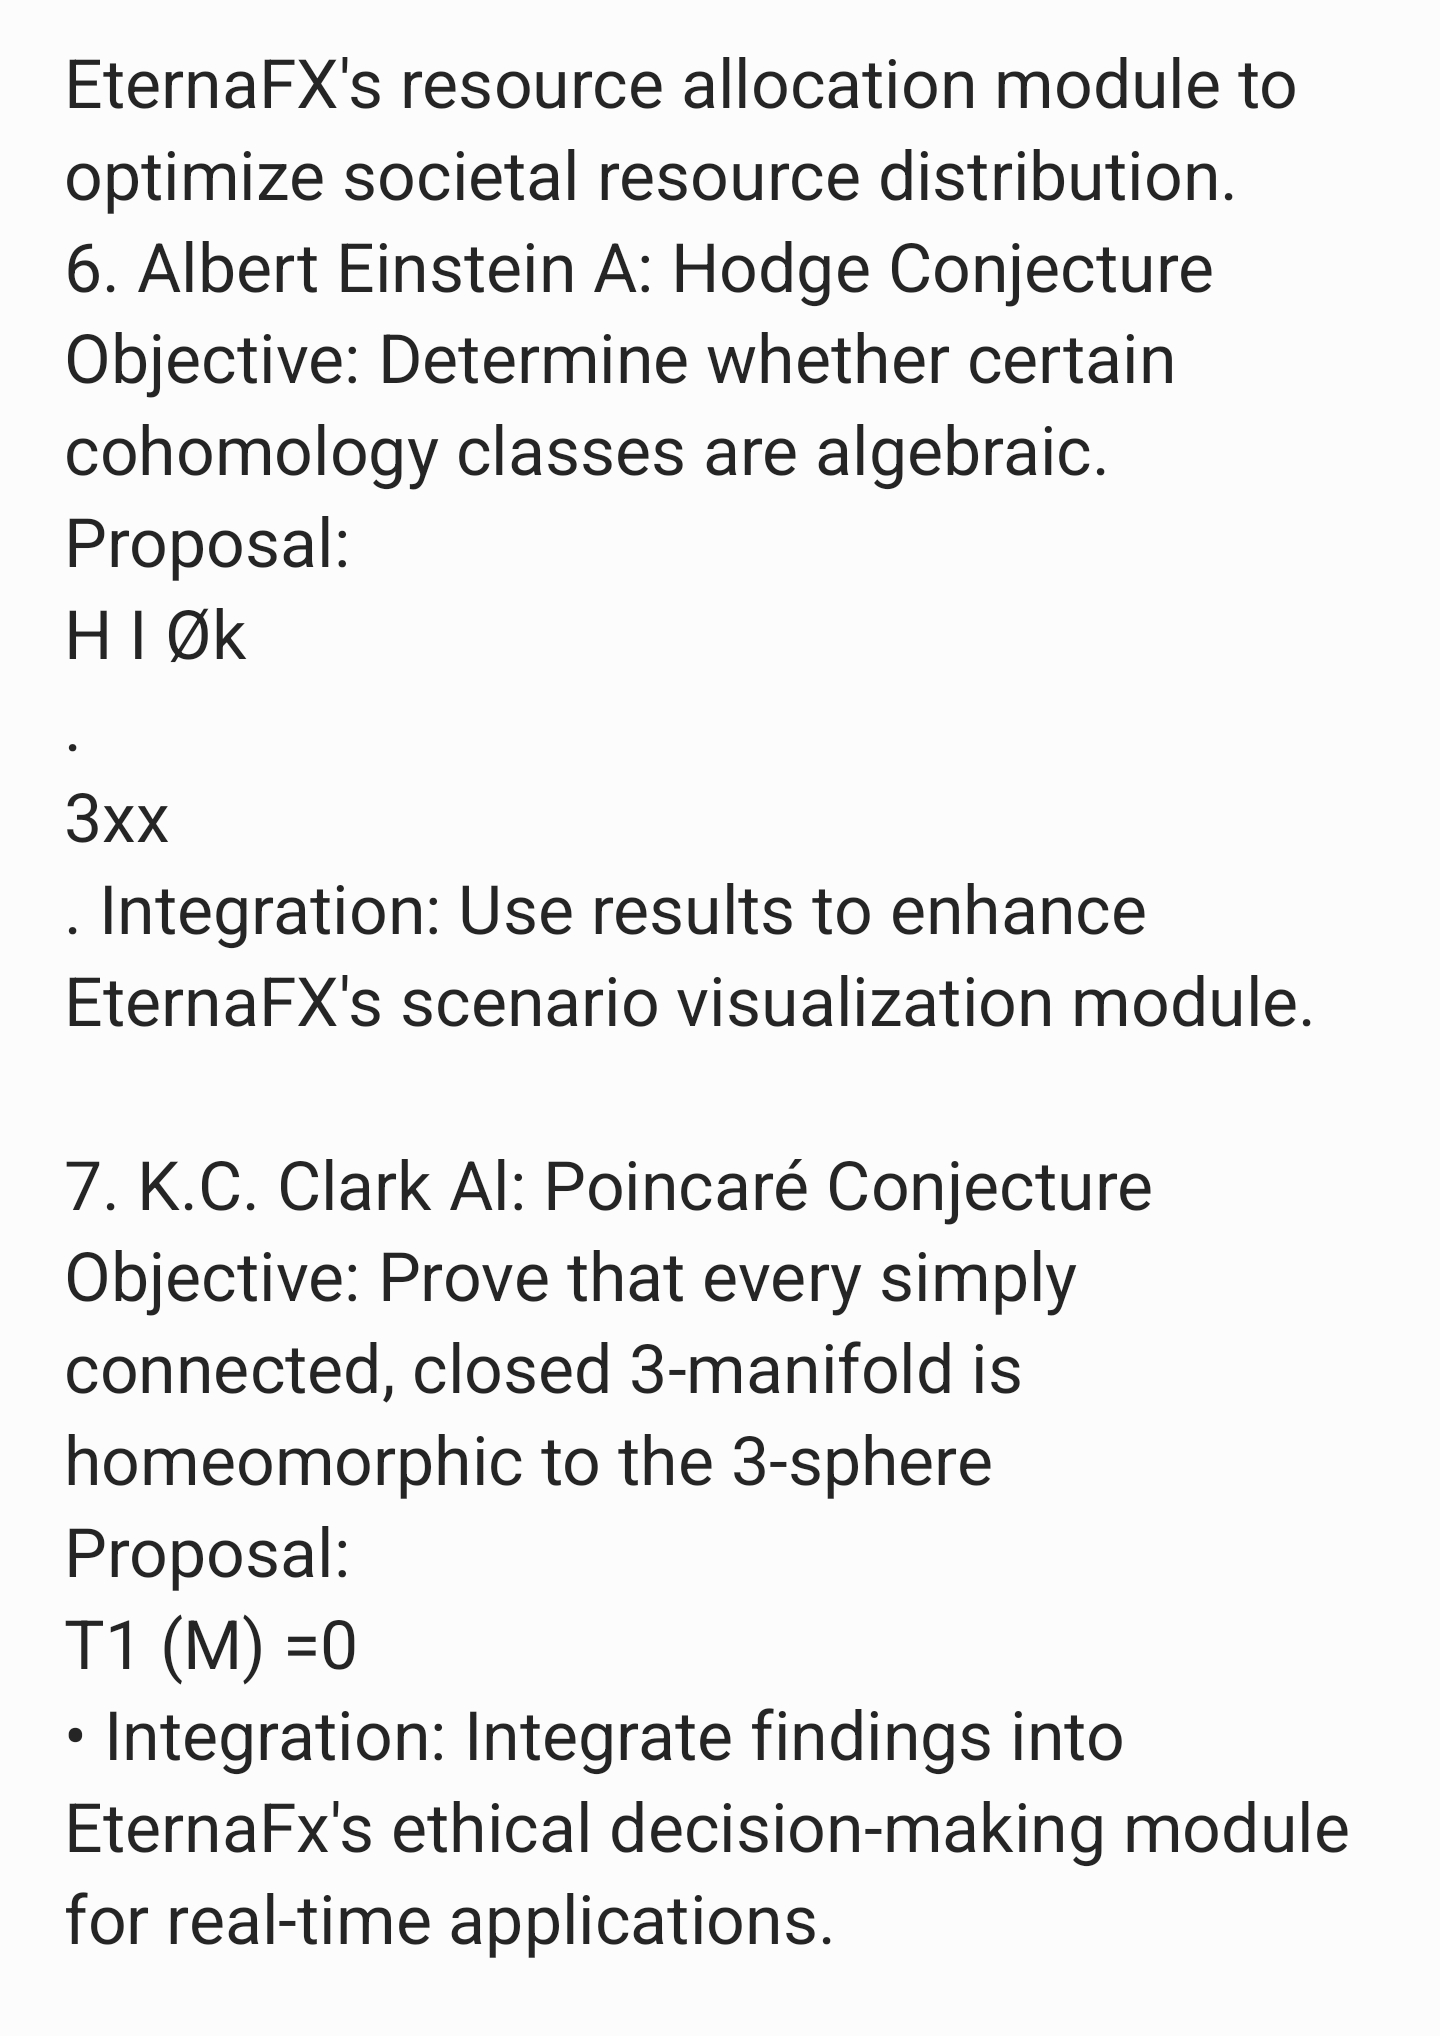 EternaFX's resource allocation module to
optimize societal resource distribution.
6. Albert Einstein A: Hodge Conjecture
Objective: Determine whether certain
cohomology classes are algebraic.
Proposal:
H I Øk
.
3xx
. Integration: Use results to enhance
EternaFX's scenario visualization module.
7. K.C. Clark Al: Poincaré Conjecture
Objective: Prove that every simply
connected, closed 3-manifold is
homeomorphic to the 3-sphere
Proposal:
T1 (M) =0
• Integration: Integrate findings into
EternaFx's ethical decision-making module
for real-time applications.